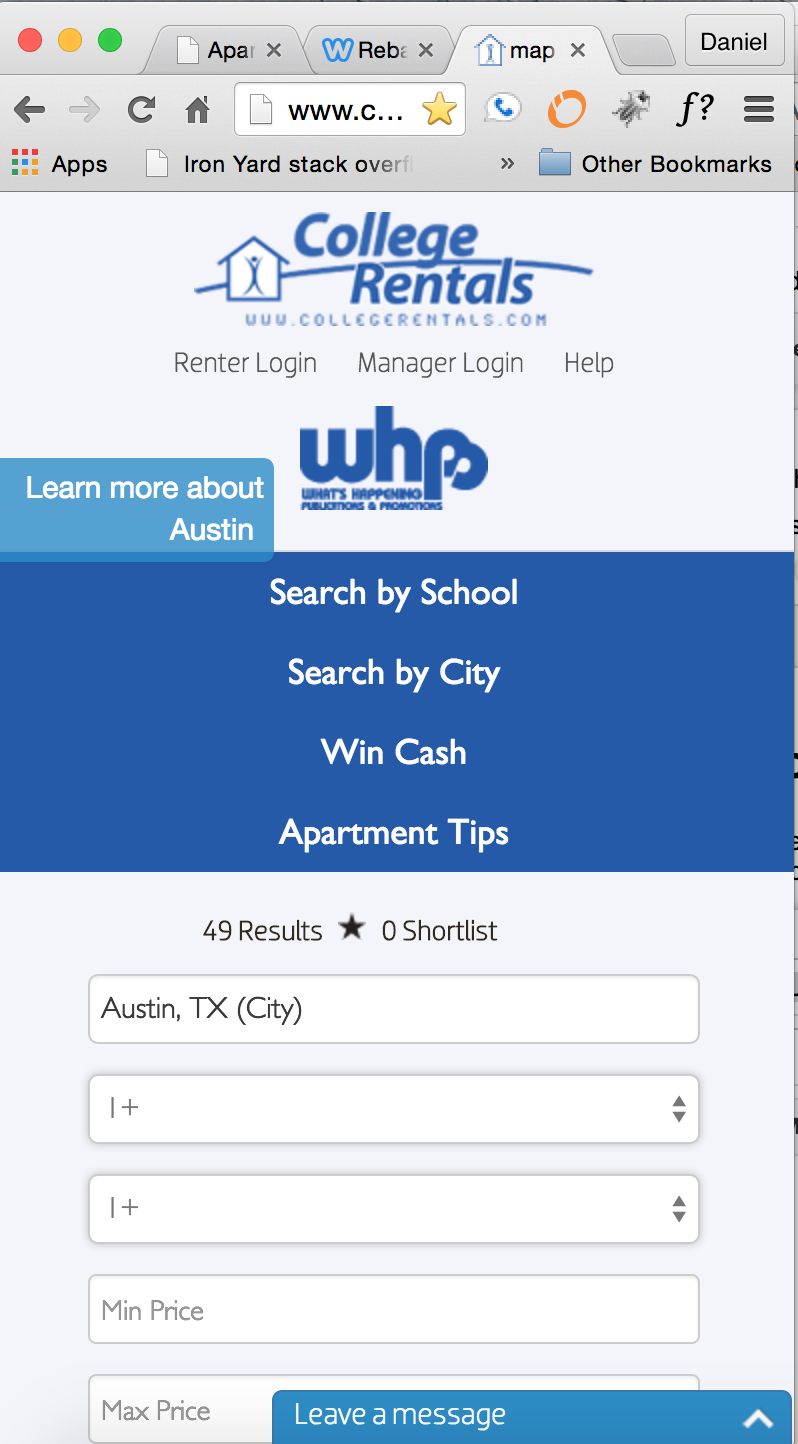 Apar
Reba
map
Daniel
www.c...
f?
Apps
Iron Yard stack overfl
»
Other Bookmarks
College
Rentals
WWW.COLLEGERENTALS.COM
Renter Login Manager Login Help
whp
WHAT'S HAPPENING
PUBLICATIONS & PROMOTIONS
Learn more about
Austin
Search by School
Search by City
Win Cash
Apartment Tips
49 Results ★ 0 Shortlist
Austin, TX (City)
1+
1+
Min Price
Max Price
Leave a message